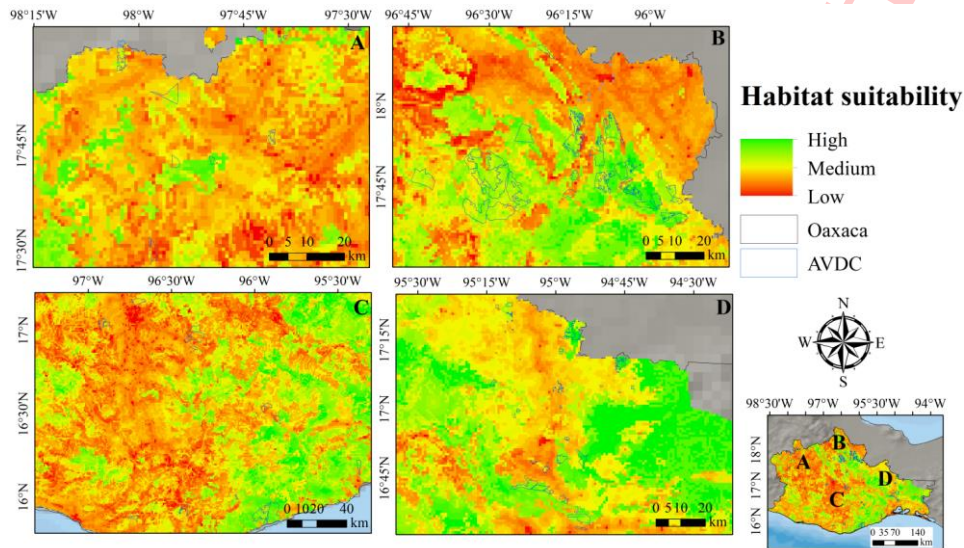 98°15'W 98°W 97°45'W 97°30'W
17°45'N
17°30'N
A
0 5 10 20
km
96°45'W 96°30'W 96°15'W 96°W
18°N
17°45'N
B
0 5 10 20
km
97°W 96°30'W 96°W 95°30'W
17°N
16°30'N
16°N
C
0 10 20 40
km
95°30'W 95°15'W 95°W 94°45'W 94°30'W
17°15'N
17°N
16°45'N
D
0 5 10 20
km
Habitat suitability
High
Medium
Low
Oaxaca
AVDC
N
W E
S
98°30'W 97°W 95°30'W 94°W
18°N
17°N
16°N
A
B
C
D
0 35 70 140
km